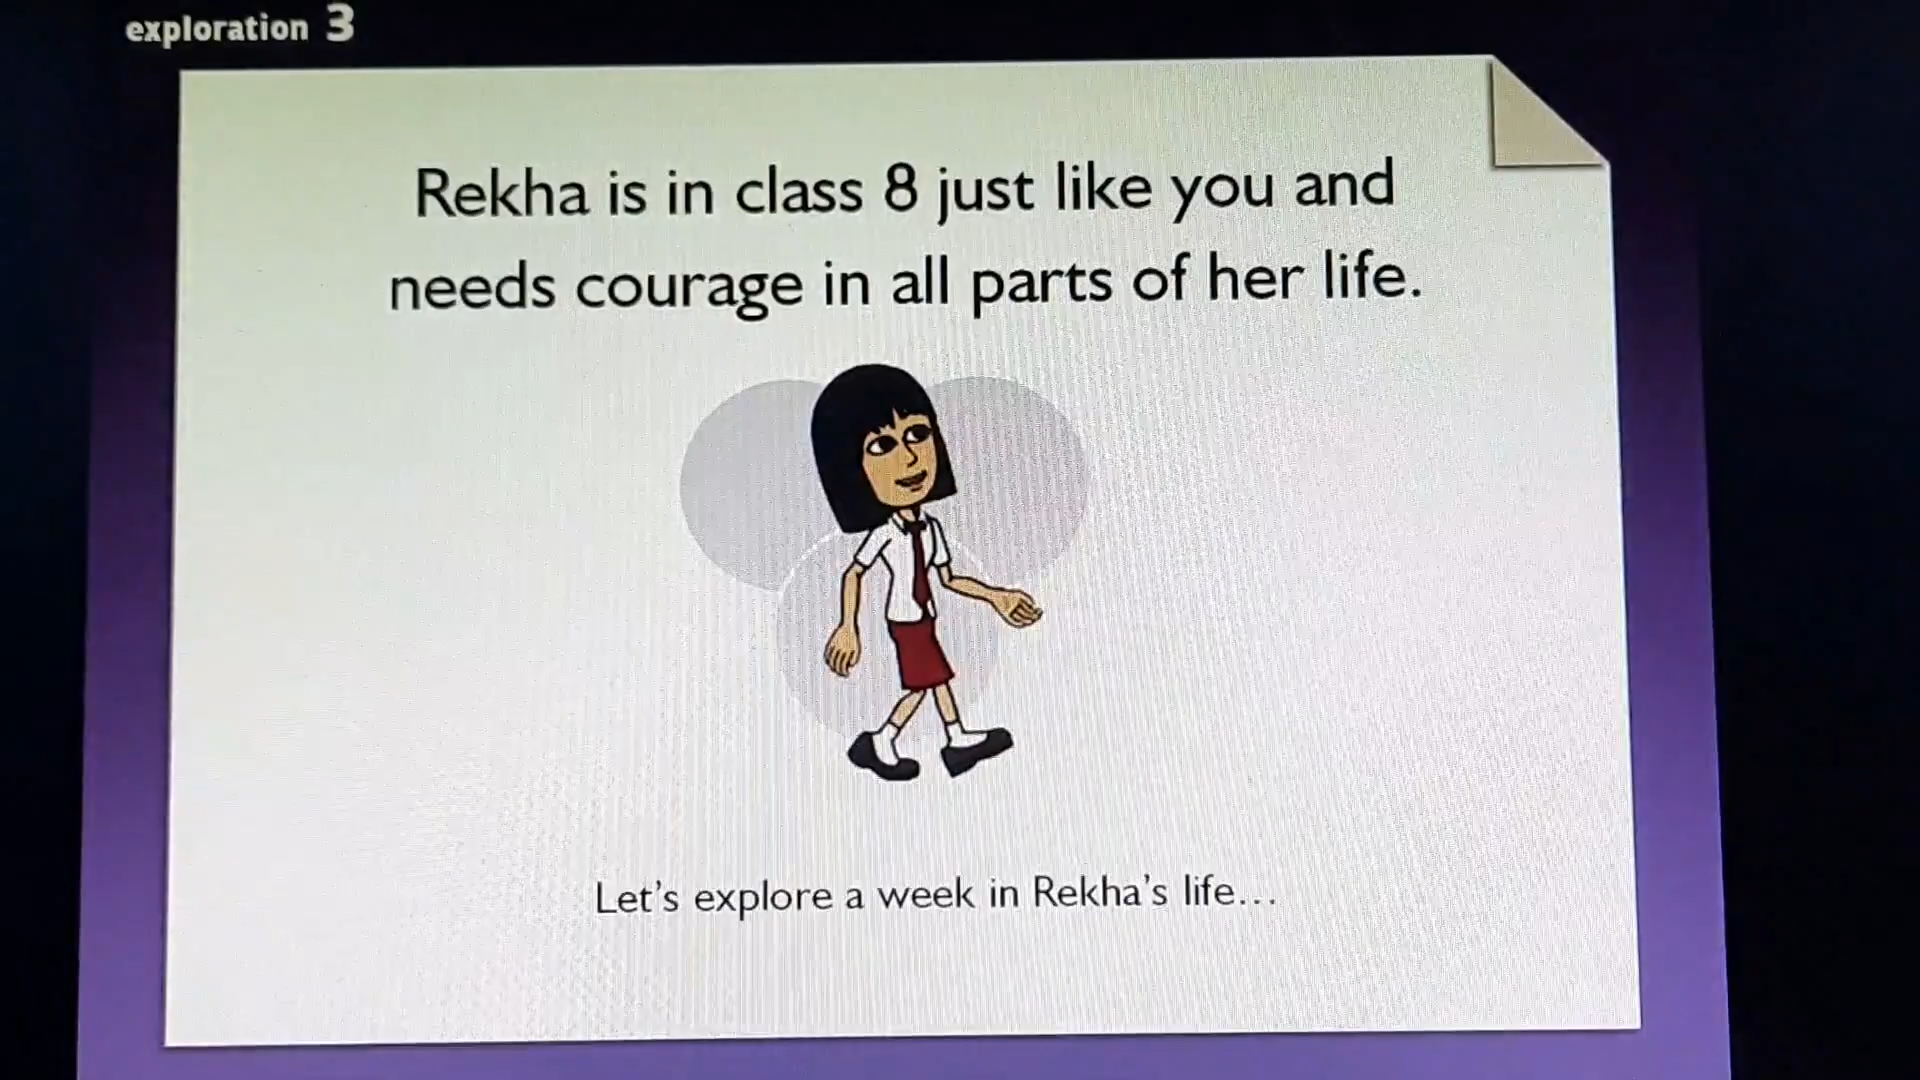 exploration 3
Rekha is in class 8 just like you and
needs courage in all parts of her life.
Let's explore a week in Rekha's life...